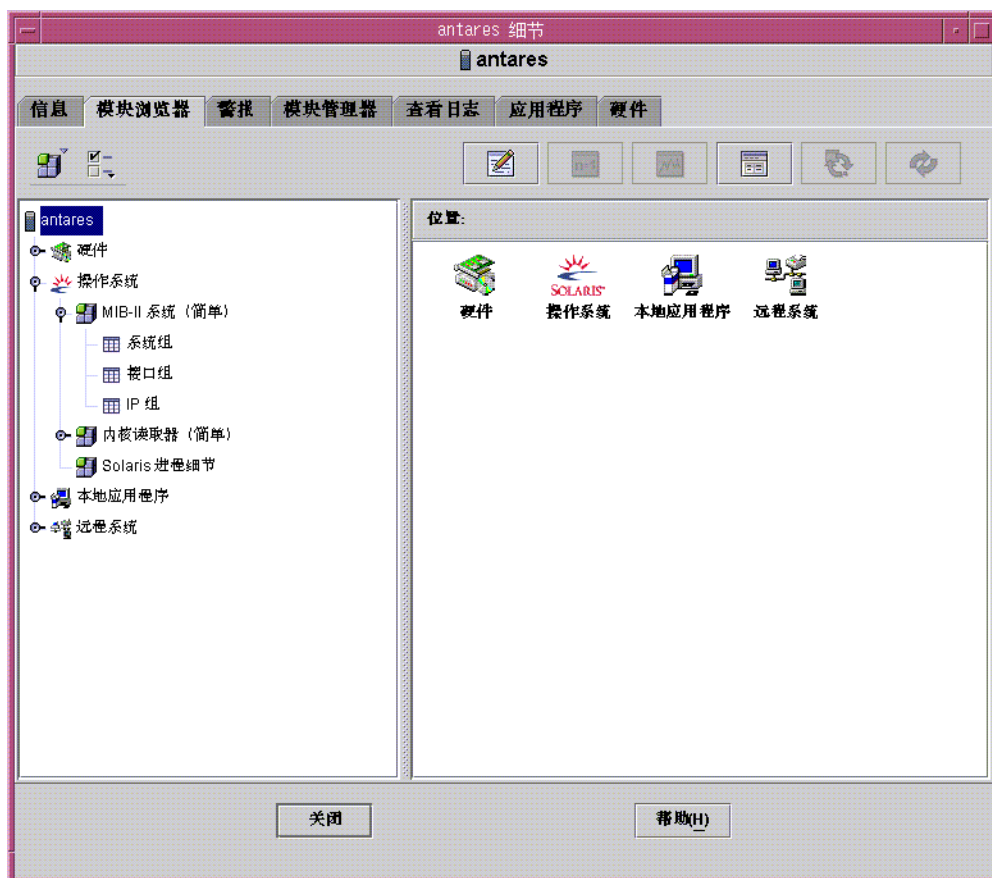 antares 细节
antares
信息 模块浏览器 警报 模块管理器 查看日志 应用程序 硬件
antares
硬件
操作系统
MIB-II 系统 (简单)
系统组
接口组
IP 组
内核读取器 (简单)
Solaris 进程细节
本地应用程序
远程系统
位置:
SOLARIS
硬件 操作系统 本地应用程序 远程系统
关闭 帮助(H)